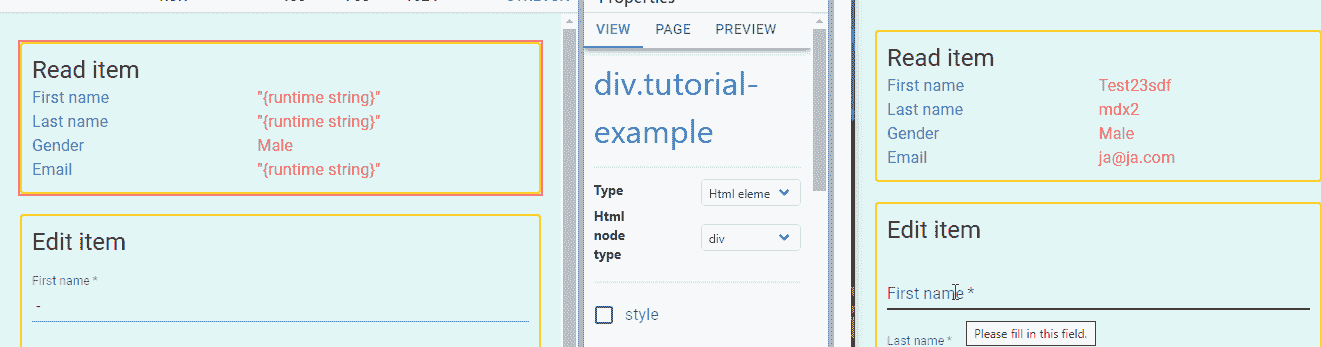 Properties
VIEW PAGE PREVIEW
Read item
First name "{runtime string}"
Last name "{runtime string}"
Gender Male
Email "{runtime string}"
Edit item
First name *
-
div.tutorial-
example
Type Html eleme
Html
node
type
div
style
Read item
First name Test23sdf
Last name mdx2
Gender Male
Email ja@ja.com
Edit item
First name *
Last name *
Please fill in this field.